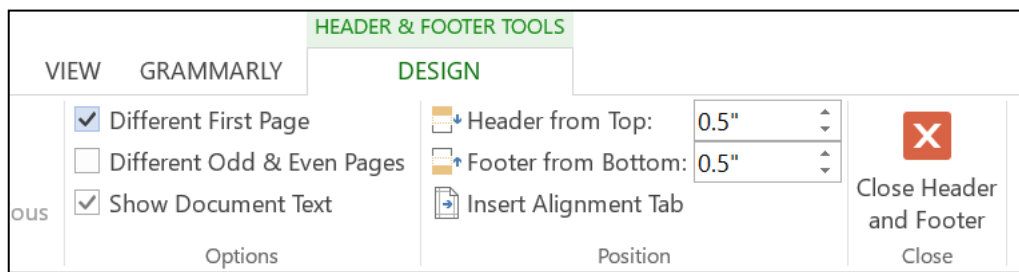 HEADER & FOOTER TOOLS
VIEW GRAMMARLY DESIGN
Different First Page
Different Odd & Even Pages
Show Document Text
Options
Header from Top: 0.5"
Footer from Bottom: 0.5"
Insert Alignment Tab
Position
Close Header
and Footer
Close
ous